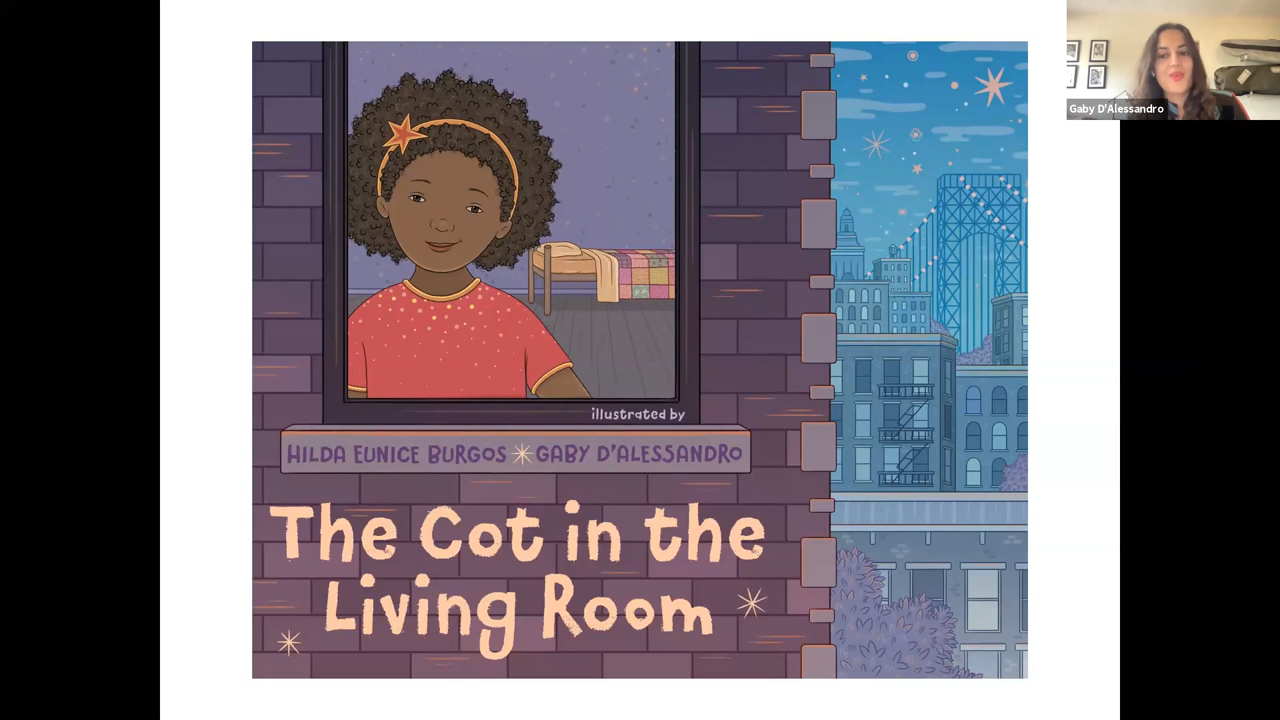 Gaby D'Alessandro
illustrated by
HILDA EUNICE BURGOS GABY D'ALESSANDRO
The Cot in the
Living Room